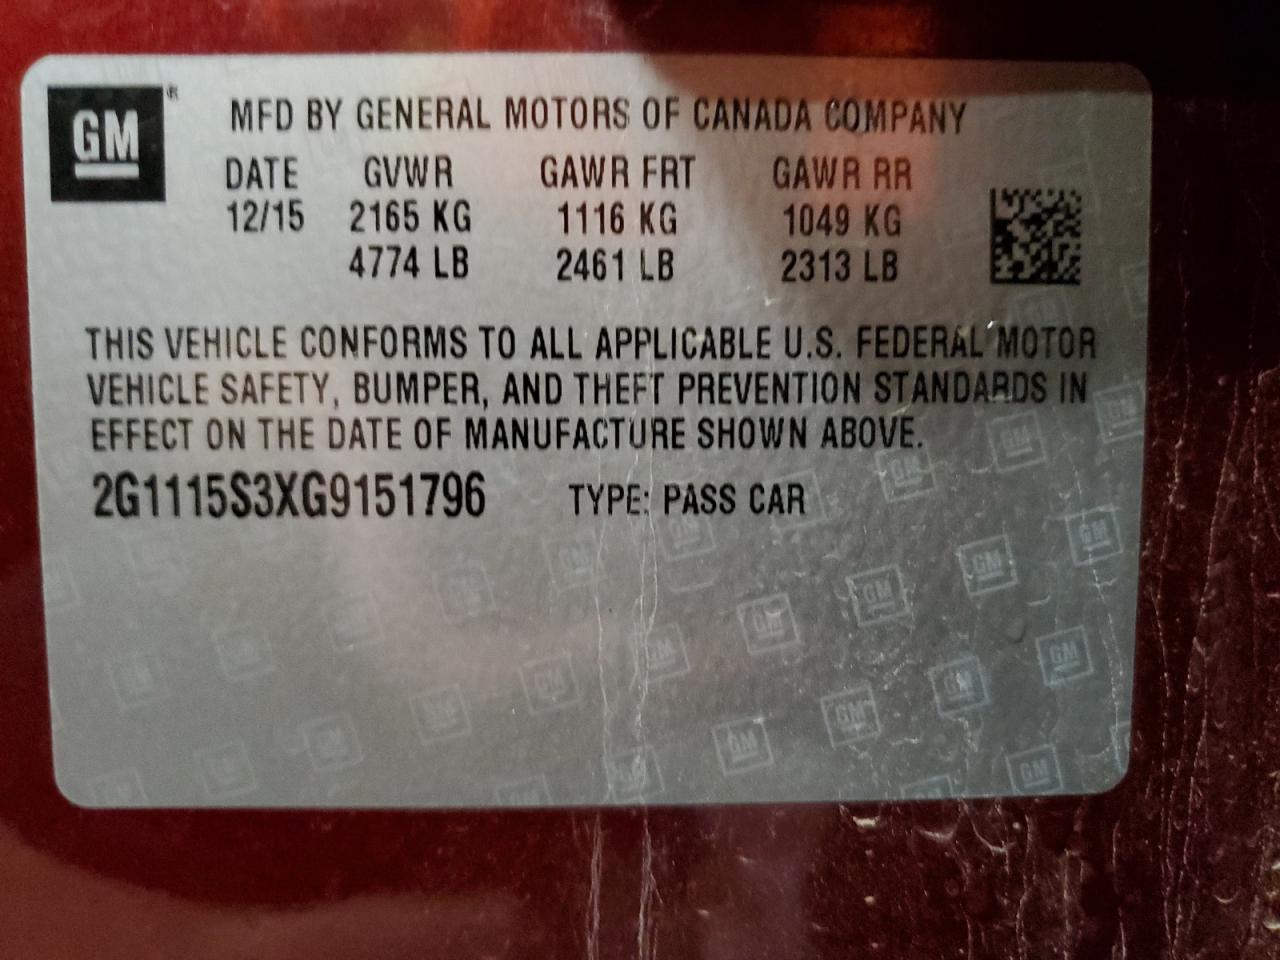 GM®
MFD BY GENERAL MOTORS OF CANADA COMPANY
DATE GVWR GAWR FRT GAWR RR
12/15 2165 KG 1116 KG 1049 KG
4774 LB 2461 LB 2313 LB
THIS VEHICLE CONFORMS TO ALL APPLICABLE U.S. FEDERAL MOTOR
VEHICLE SAFETY, BUMPER, AND THEFT PREVENTION STANDARDS IN
EFFECT ON THE DATE OF MANUFACTURE SHOWN ABOVE.
2G1115S3XG9151796 TYPE: PASS CAR